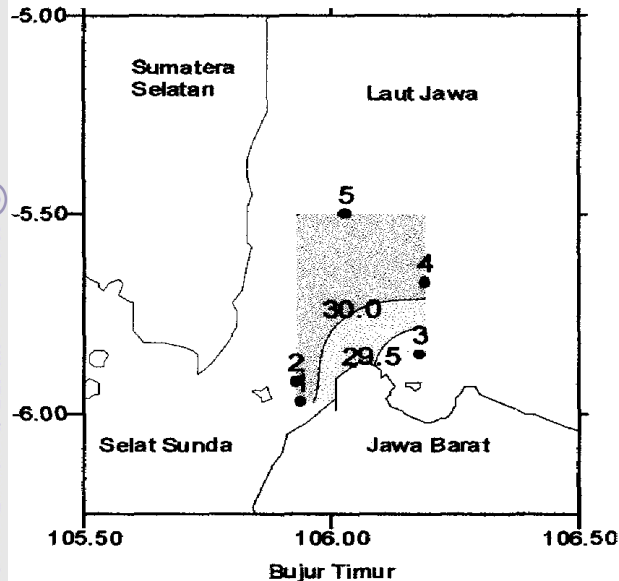 -5.00
Sumatera
Selatan
Laut Jawa
-5.50
5
4
30.0
3
29.5
2
1
-6.00
Selat Sunda
Jawa Barat
105.50
106.00
106.50
Bujur Timur